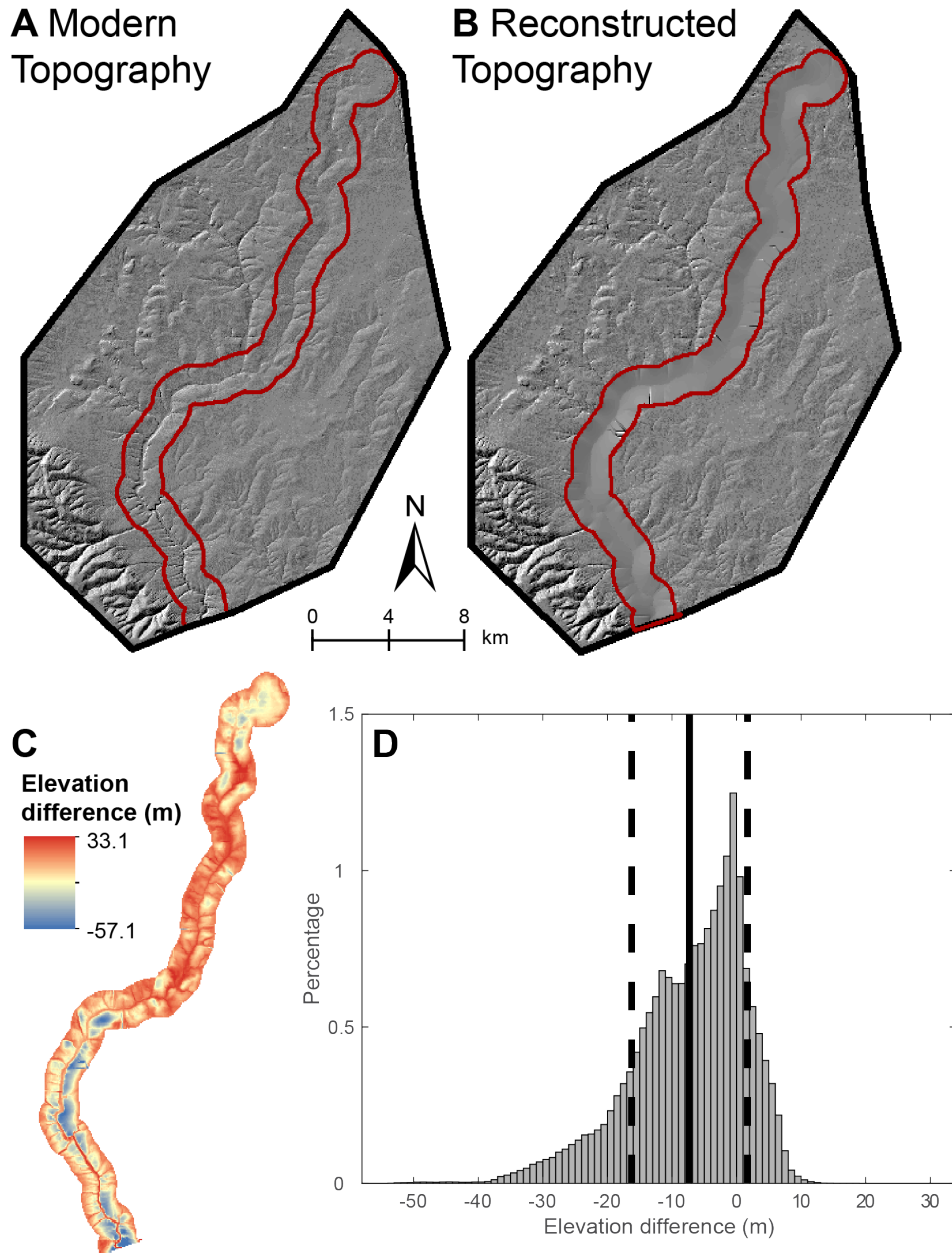 A Modern
Topography
B Reconstructed
Topography
N
0 4 8
km
C
Elevation
difference (m)
33.1
-57.1
D
1.5
1
0.5
0
Percentage
-50 -40 -30 -20 -10 0 10 20 30
Elevation difference (m)